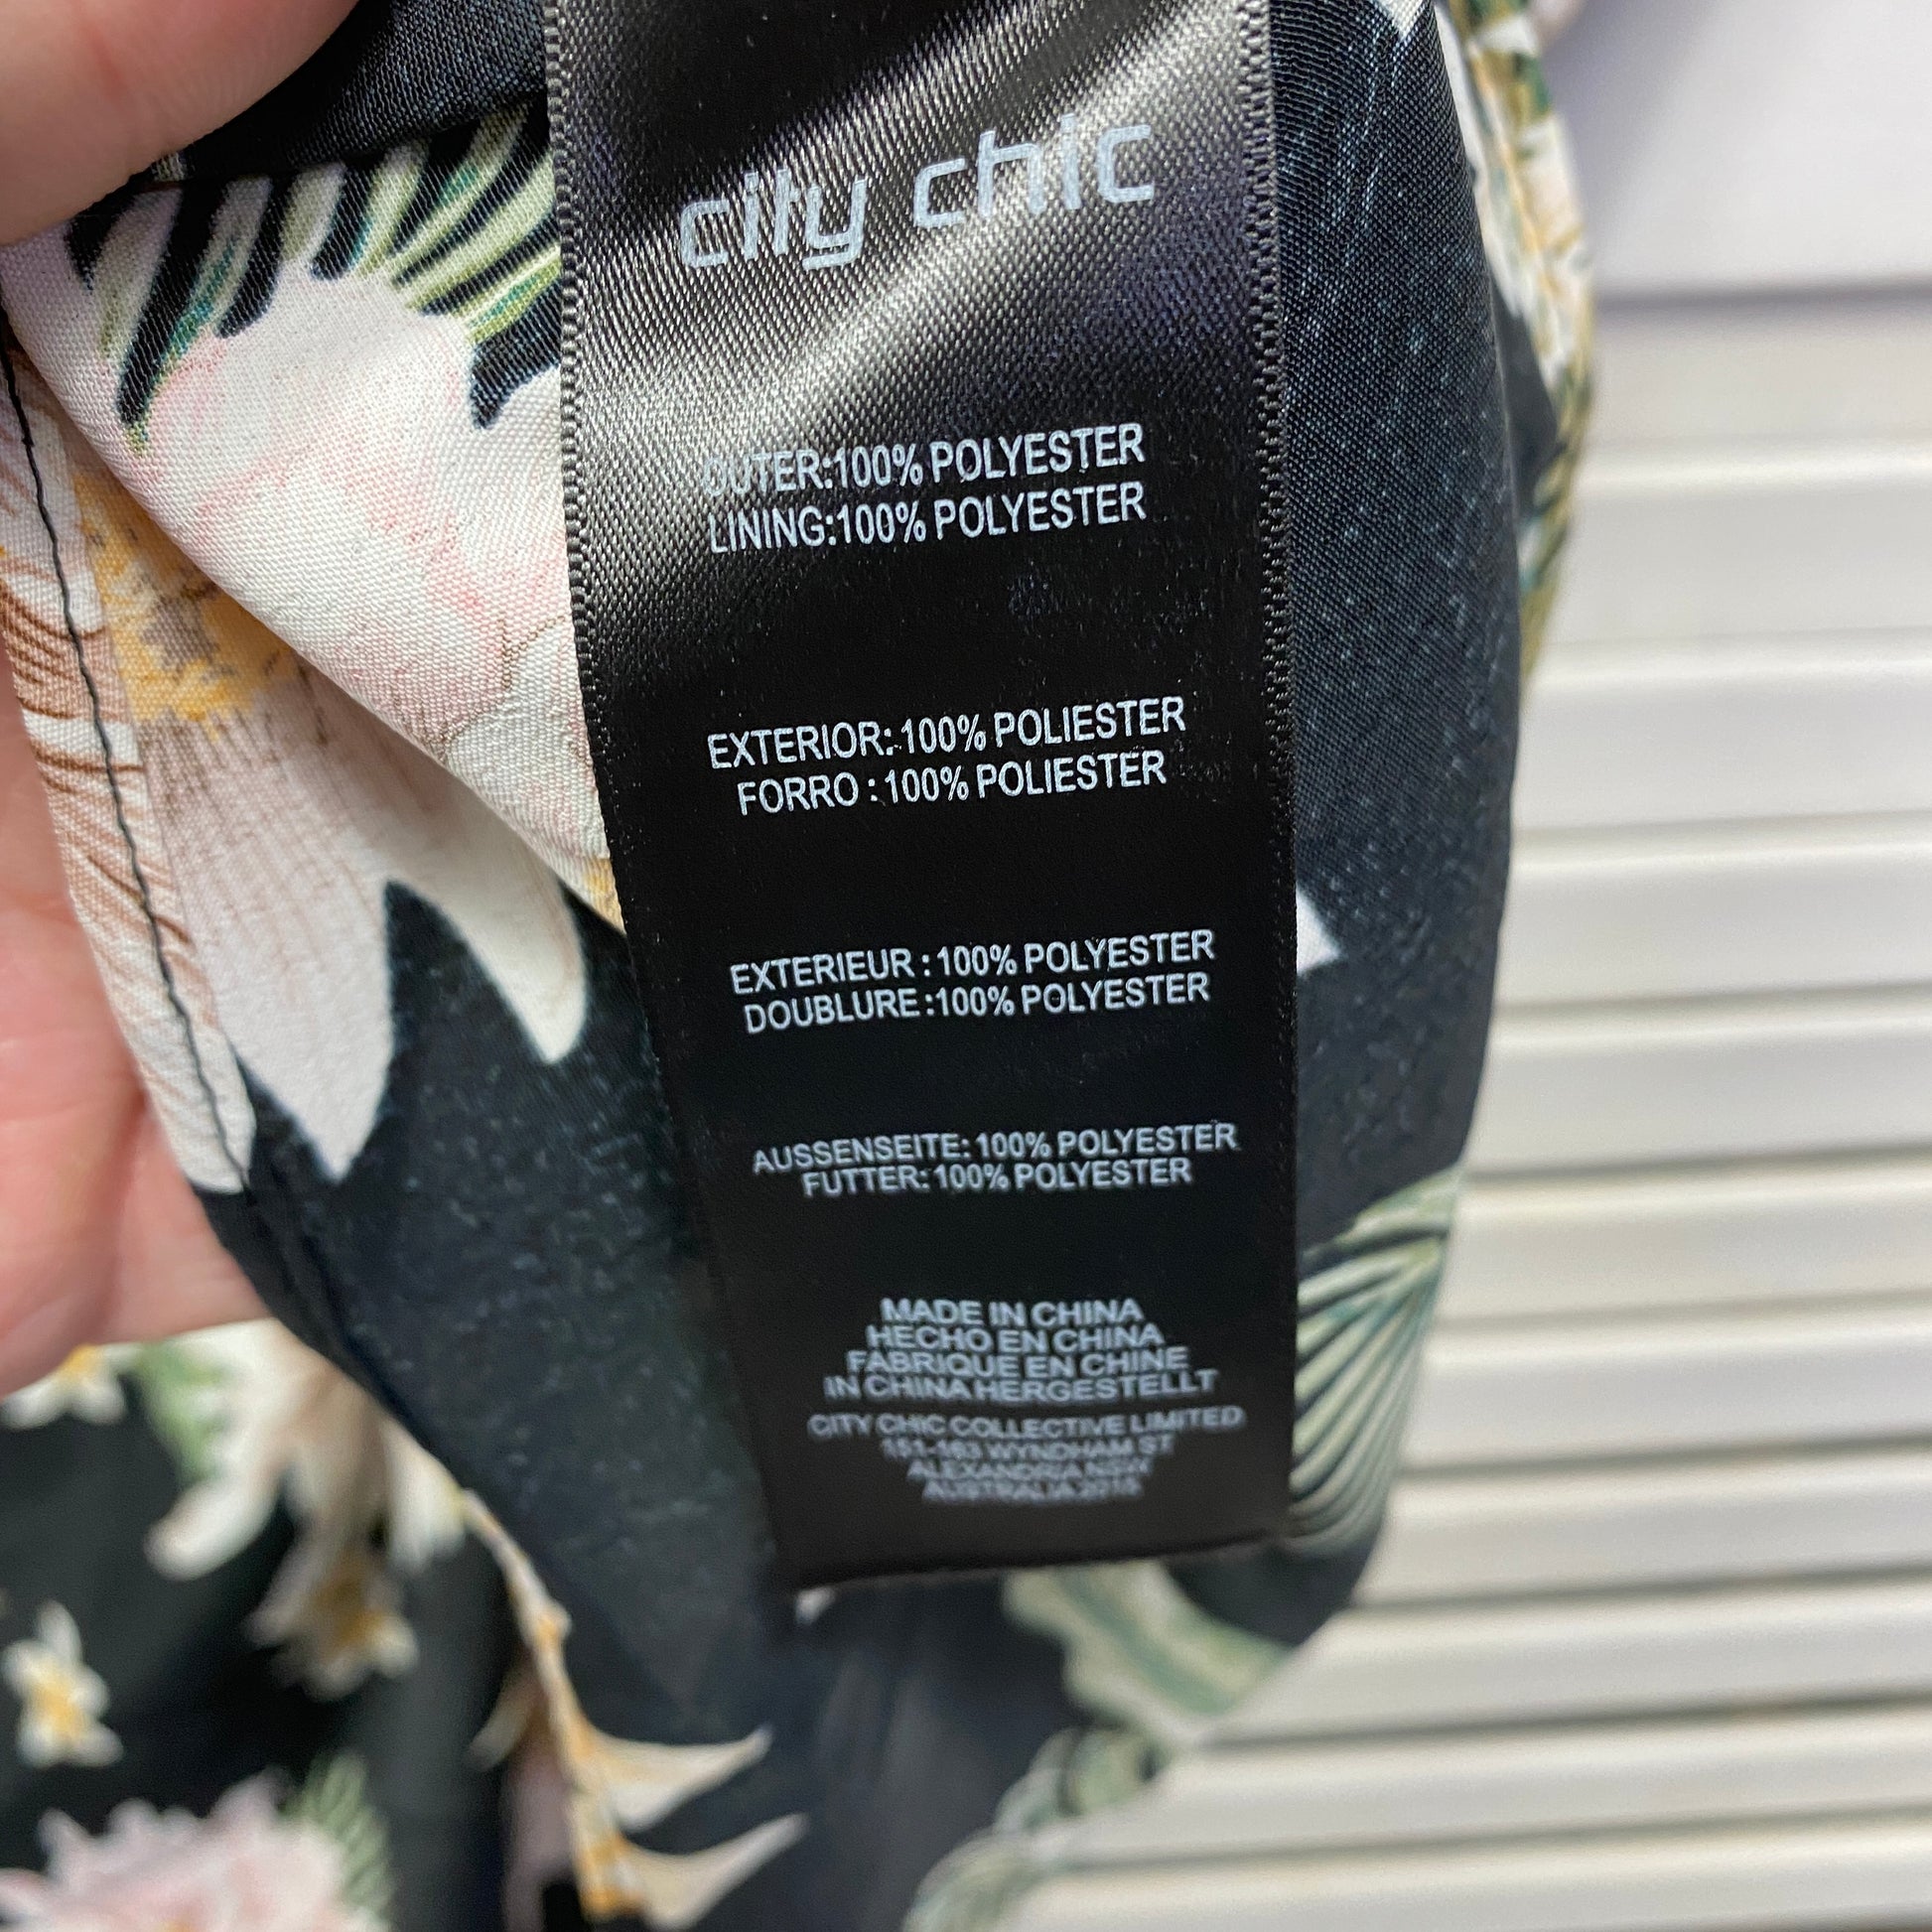 city chic
OUTER:100% POLYESTER
LINING:100% POLYESTER
EXTERIOR: 100% POLIESTER
FORRO : 100% POLIESTER
EXTERIEUR : 100% POLYESTER
DOUBLURE :100% POLYESTER
AUSSENSEITE: 100% POLYESTER
FUTTER: 100% POLYESTER
MADE IN CHINA
HECHO EN CHINA
FABRIQUE EN CHINE
IN CHINA HERGESTELLT
CITY CHIC COLLECTIVE LIMITED
151-163 WYNDHAM ST
ALEXANDRIA NSW
AUSTRALIA 2015